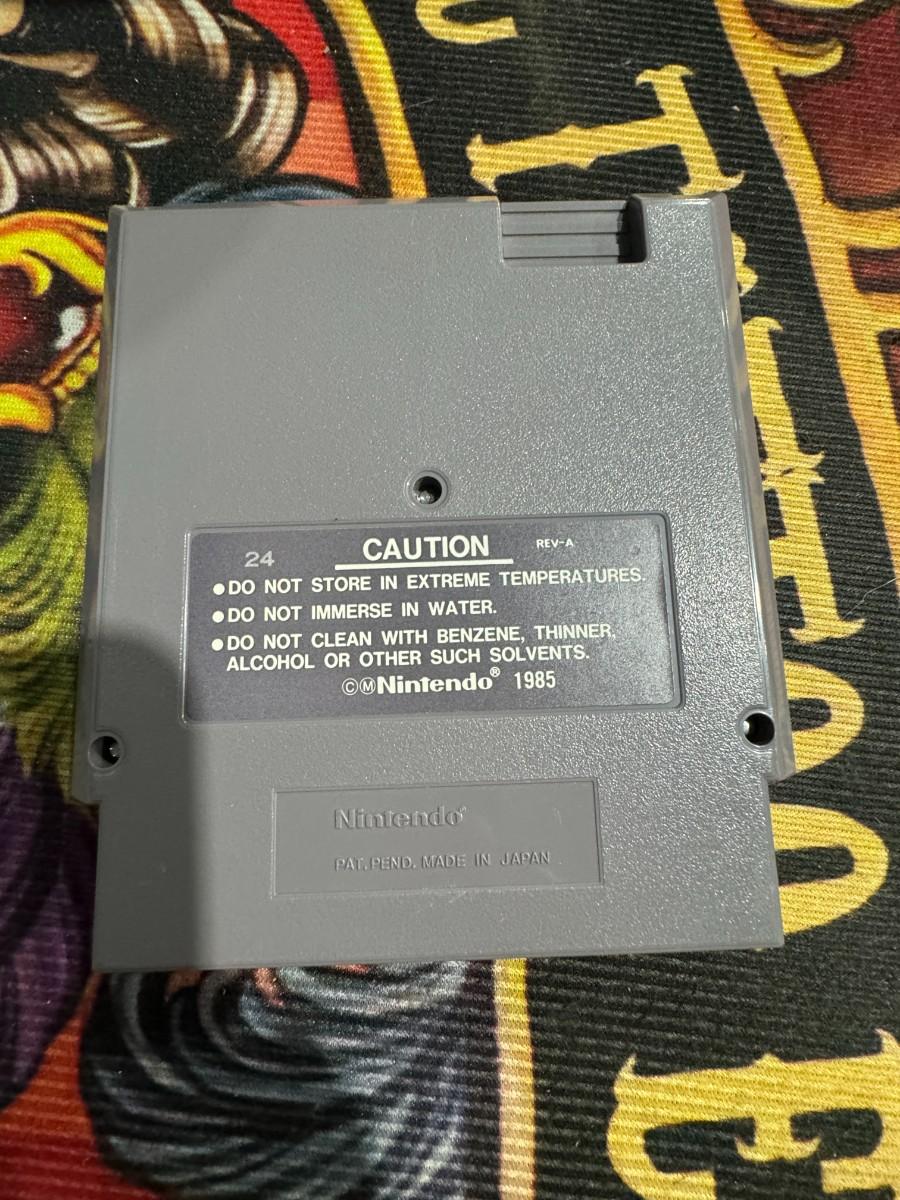 24 CAUTION REV-A
●DO NOT STORE IN EXTREME TEMPERATURES.
●DO NOT IMMERSE IN WATER.
●DO NOT CLEAN WITH BENZENE, THINNER,
ALCOHOL OR OTHER SUCH SOLVENTS.
©ⓂNintendo® 1985
Nintendo®
PAT. PEND. MADE IN JAPAN